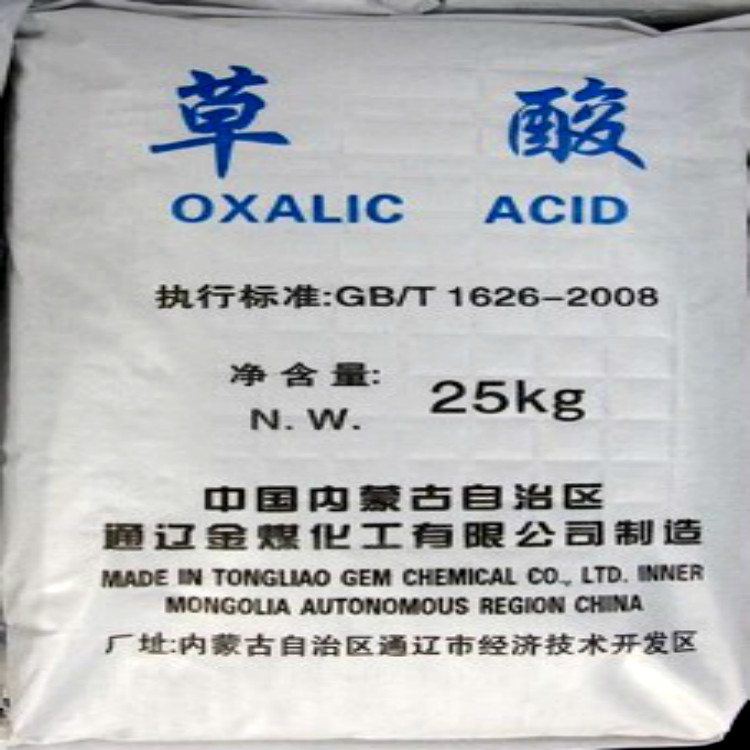 草 酸
OXALIC ACID
执行标准:GB/T 1626-2008
净含量: 25kg
N. W.
中国内蒙古自治区
通辽金煤化工有限公司制造
MADE IN TONGLIAO GEM CHEMICAL CO., LTD. INNER
MONGOLIA AUTONOMOUS REGION CHINA
厂址:内蒙古自治区通辽市经济技术开发区